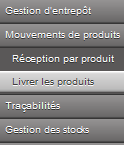 Gestion d'entrepôt
Mouvements de produits
Réception par produit
Livrer les produits
Traçabilités
Gestion des stocks